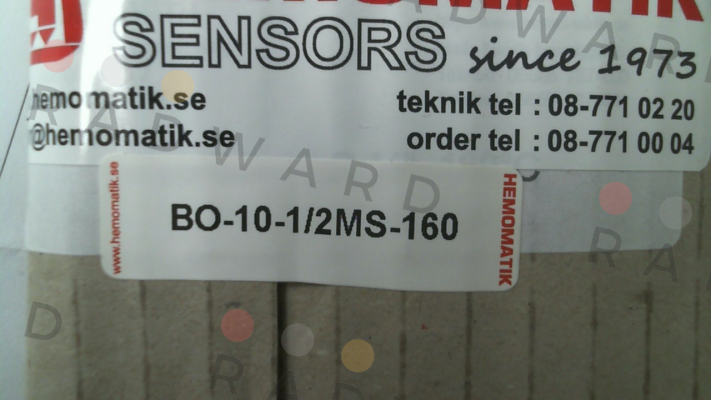 SENSORS since 1973
hemomatik.se
teknik tel : 08-771 02 20
@hemomatik.se
order tel : 08-771 00 04
www.hemomatik.se
BO-10-1/2MS-160
HEMOMATIK
RADWARD